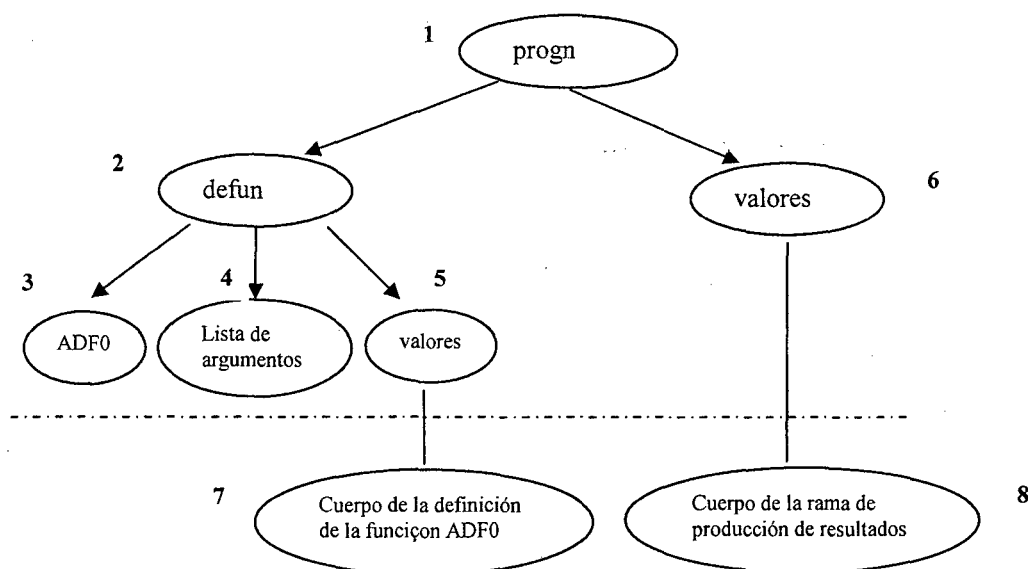 1
progn
2
defun
6
valores
3
4
5
ADF0
Lista de
argumentos
valores
7
Cuerpo de la definición
de la funciçon ADF0
Cuerpo de la rama de
producción de resultados
8